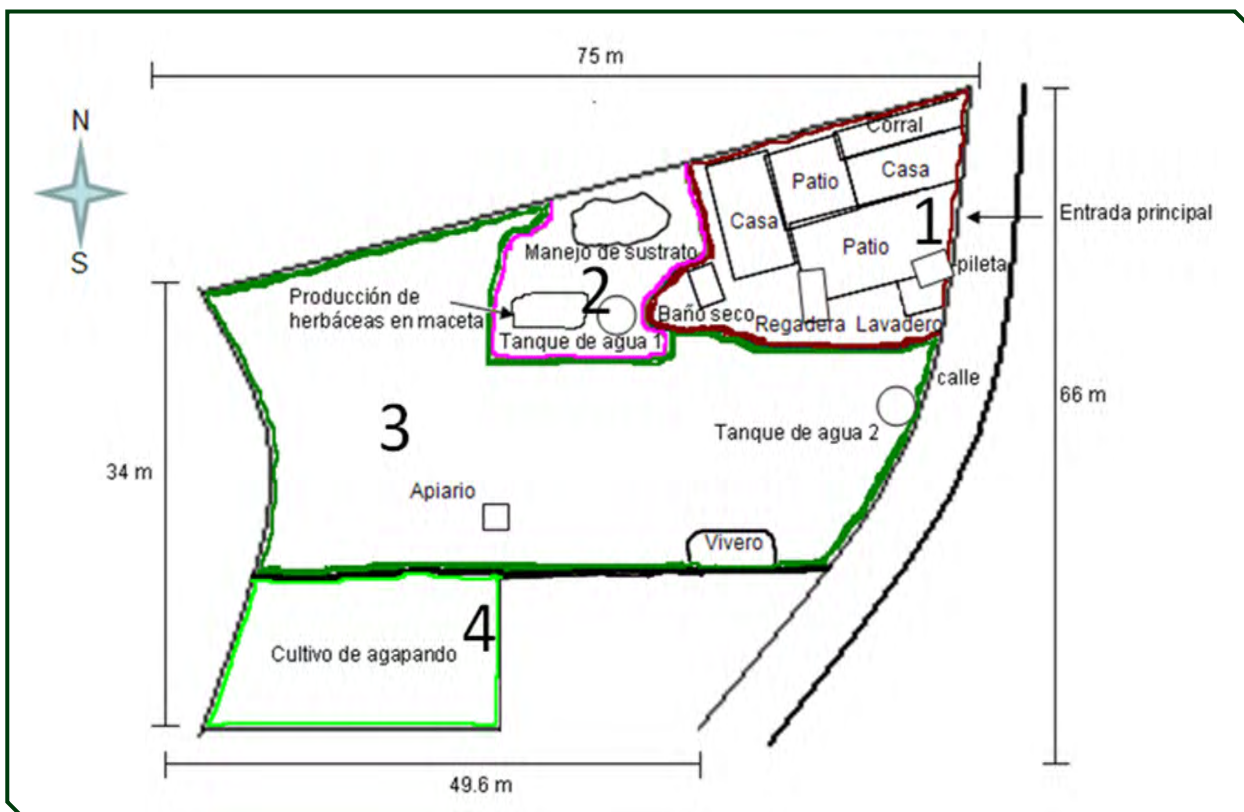 75 m
N
S
Corral
Casa
Patio
Casa
1
Entrada principal
Patio
Manejo de sustrato
pileta
2
Producción de
herbáceas en maceta
Baño seco
Regadera
Lavadero
Tanque de agua 1
calle
66 m
3
Tanque de agua 2
34 m
Apiario
Vivero
4
Cultivo de agapando
49.6 m